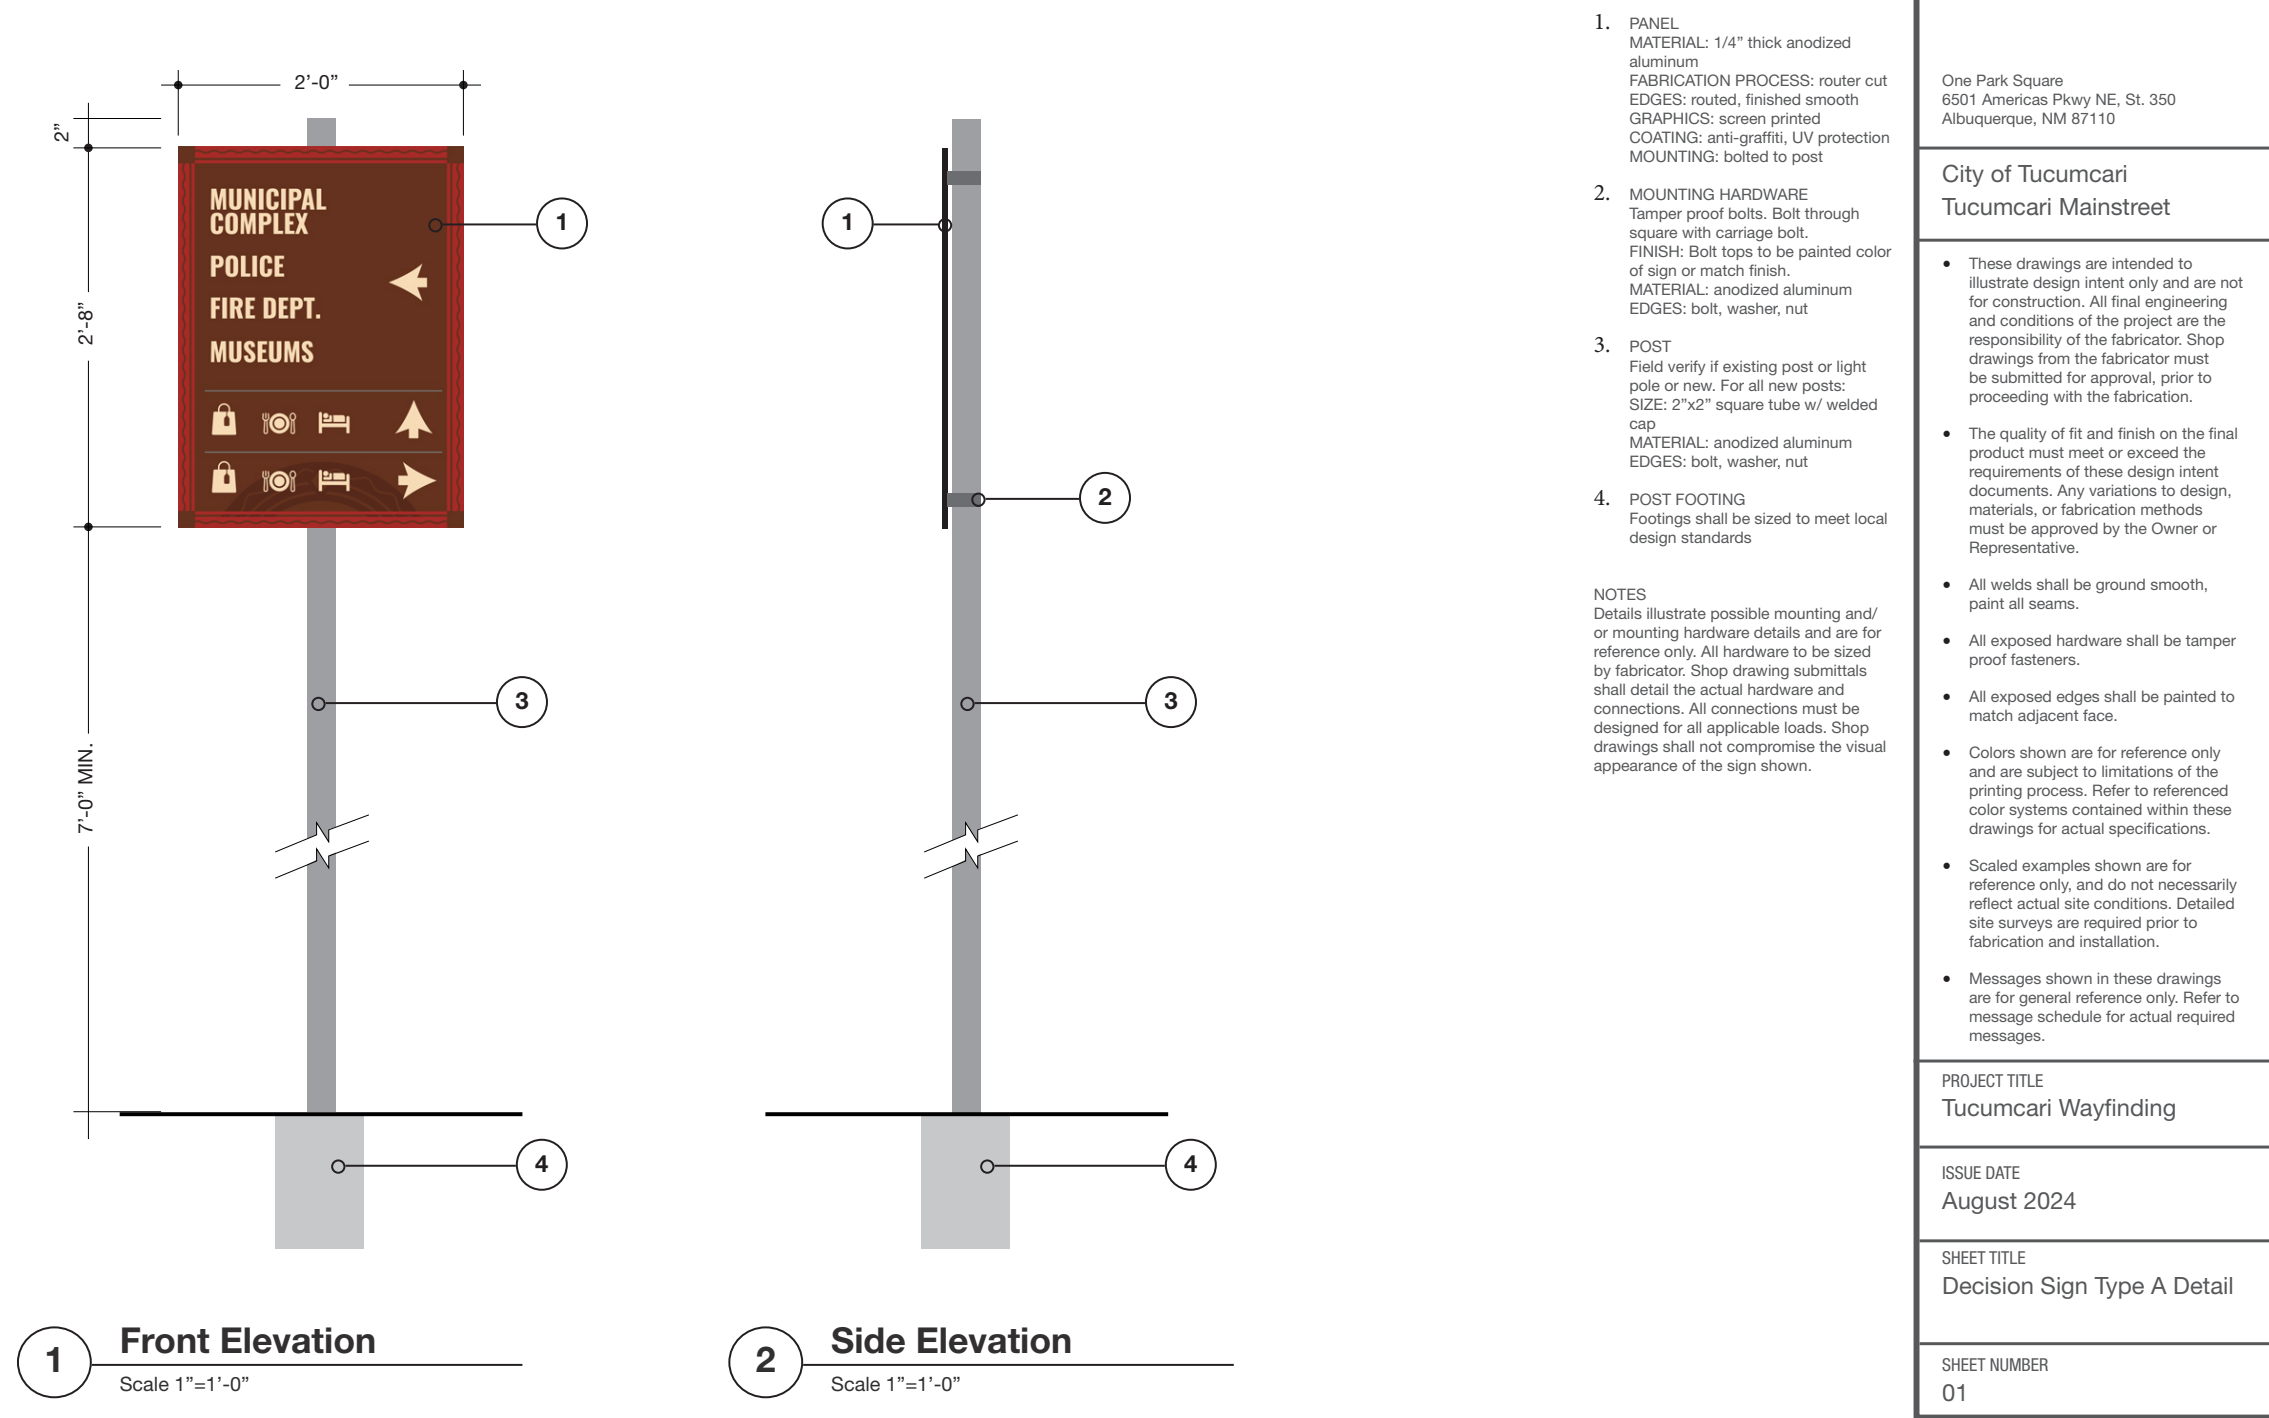 2’-0”
2”
2’-8”
7’-0” MIN.
MUNICIPAL
COMPLEX
POLICE
FIRE DEPT.
MUSEUMS
1
3
4
1
Front Elevation
Scale 1”=1’-0”
1
2
3
4
2
Side Elevation
Scale 1”=1’-0”
1. PANEL
MATERIAL: 1/4” thick anodized
aluminum
FABRICATION PROCESS: router cut
EDGES: routed, finished smooth
GRAPHICS: screen printed
COATING: anti-graffiti, UV protection
MOUNTING: bolted to post
2. MOUNTING HARDWARE
Tamper proof bolts. Bolt through
square with carriage bolt.
FINISH: Bolt tops to be painted color
of sign or match finish.
MATERIAL: anodized aluminum
EDGES: bolt, washer, nut
3. POST
Field verify if existing post or light
pole or new. For all new posts:
SIZE: 2”x2” square tube w/ welded
cap
MATERIAL: anodized aluminum
EDGES: bolt, washer, nut
4. POST FOOTING
Footings shall be sized to meet local
design standards
NOTES
Details illustrate possible mounting and/
or mounting hardware details and are for
reference only. All hardware to be sized
by fabricator. Shop drawing submittals
shall detail the actual hardware and
connections. All connections must be
designed for all applicable loads. Shop
drawings shall not compromise the visual
appearance of the sign shown.
One Park Square
6501 Americas Pkwy NE, St. 350
Albuquerque, NM 87110
City of Tucumcari
Tucumcari Mainstreet
• These drawings are intended to
illustrate design intent only and are not
for construction. All final engineering
and conditions of the project are the
responsibility of the fabricator. Shop
drawings from the fabricator must
be submitted for approval, prior to
proceeding with the fabrication.
• The quality of fit and finish on the final
product must meet or exceed the
requirements of these design intent
documents. Any variations to design,
materials, or fabrication methods
must be approved by the Owner or
Representative.
• All welds shall be ground smooth,
paint all seams.
• All exposed hardware shall be tamper
proof fasteners.
• All exposed edges shall be painted to
match adjacent face.
• Colors shown are for reference only
and are subject to limitations of the
printing process. Refer to referenced
color systems contained within these
drawings for actual specifications.
• Scaled examples shown are for
reference only, and do not necessarily
reflect actual site conditions. Detailed
site surveys are required prior to
fabrication and installation.
• Messages shown in these drawings
are for general reference only. Refer to
message schedule for actual required
messages.
PROJECT TITLE
Tucumcari Wayfinding
ISSUE DATE
August 2024
SHEET TITLE
Decision Sign Type A Detail
SHEET NUMBER
01